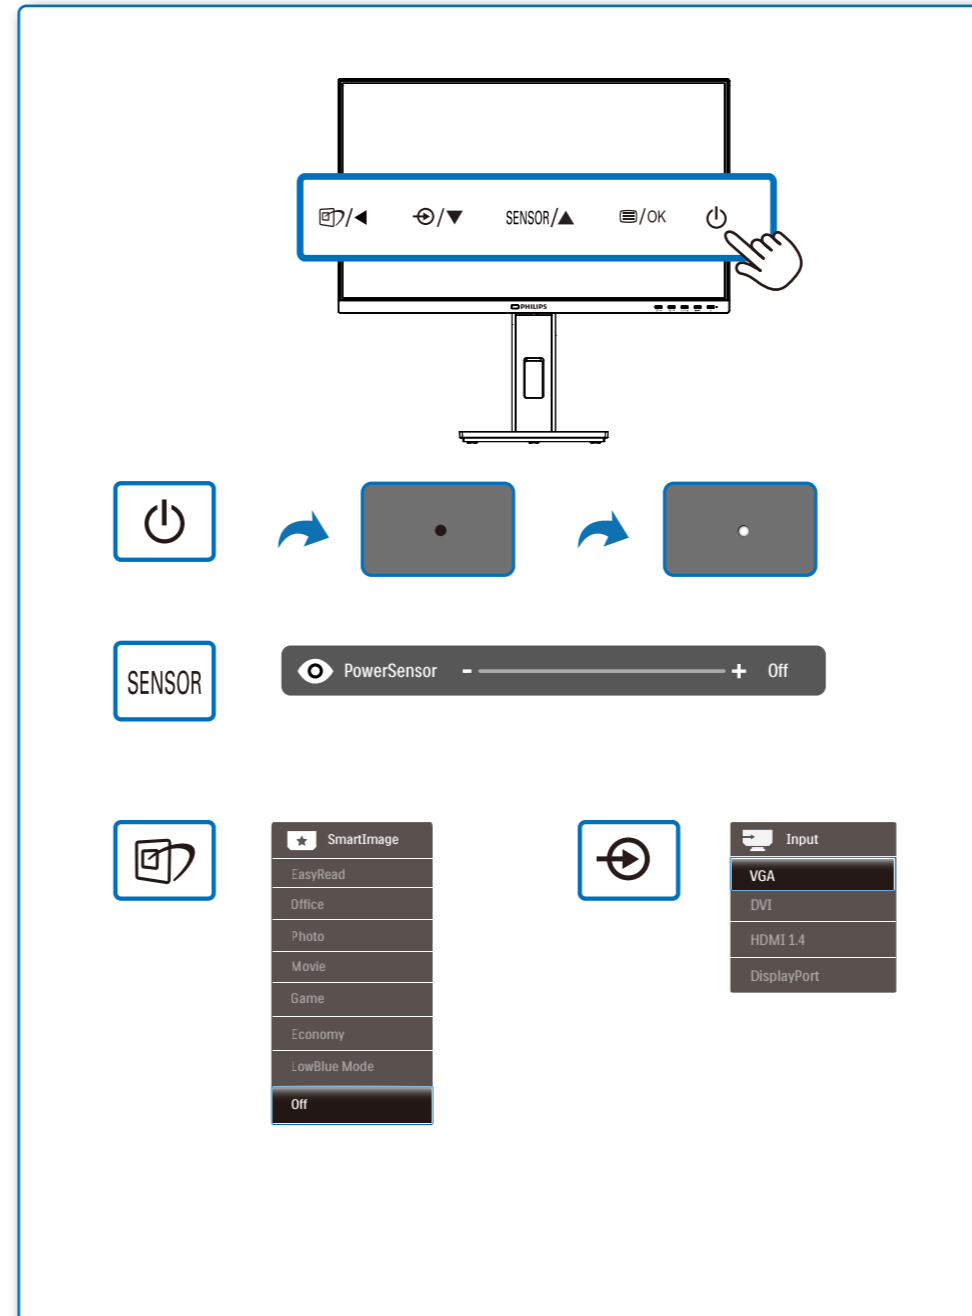 /◀ /▼ SENSOR/▲ /OK
PHILIPS
SENSOR
PowerSensor - + Off
SmartImage
EasyRead
Office
Photo
Movie
Game
Economy
LowBlue Mode
Off
Input
VGA
DVI
HDMI 1.4
DisplayPort